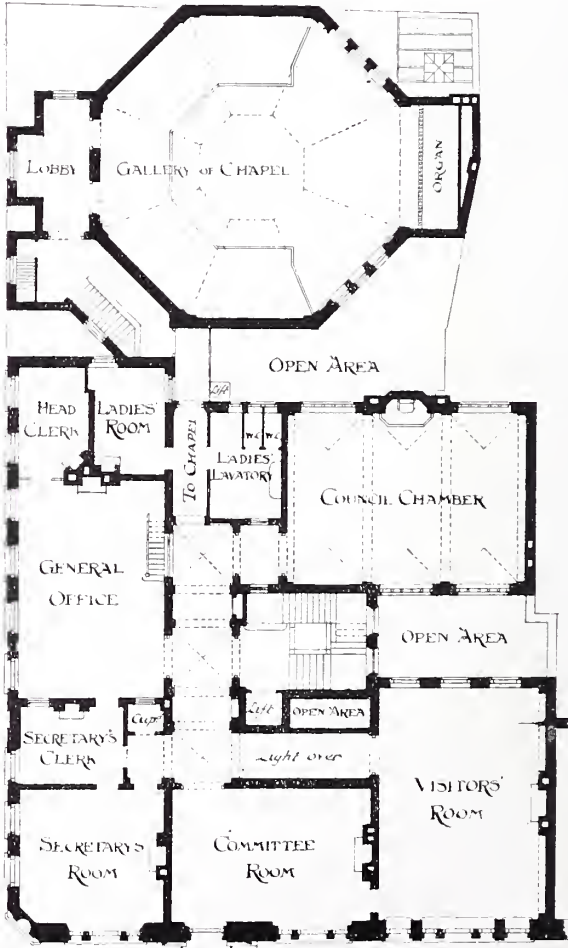 LOBBY
GALLERY OF CHAPEL
ORGAN
OPEN AREA
Lift
HEAD
CLERK
LADIES'
ROOM
TO CHAPEL
W.C.
W.C.
LADIES'
LAVATORY
COUNCIL CHAMBER
GENERAL
OFFICE
OPEN AREA
Lift
OPEN AREA
Cupd
SECRETARY'S
CLERK
Light over
VISITORS'
ROOM
SECRETARYS
ROOM
COMMITTEE
ROOM